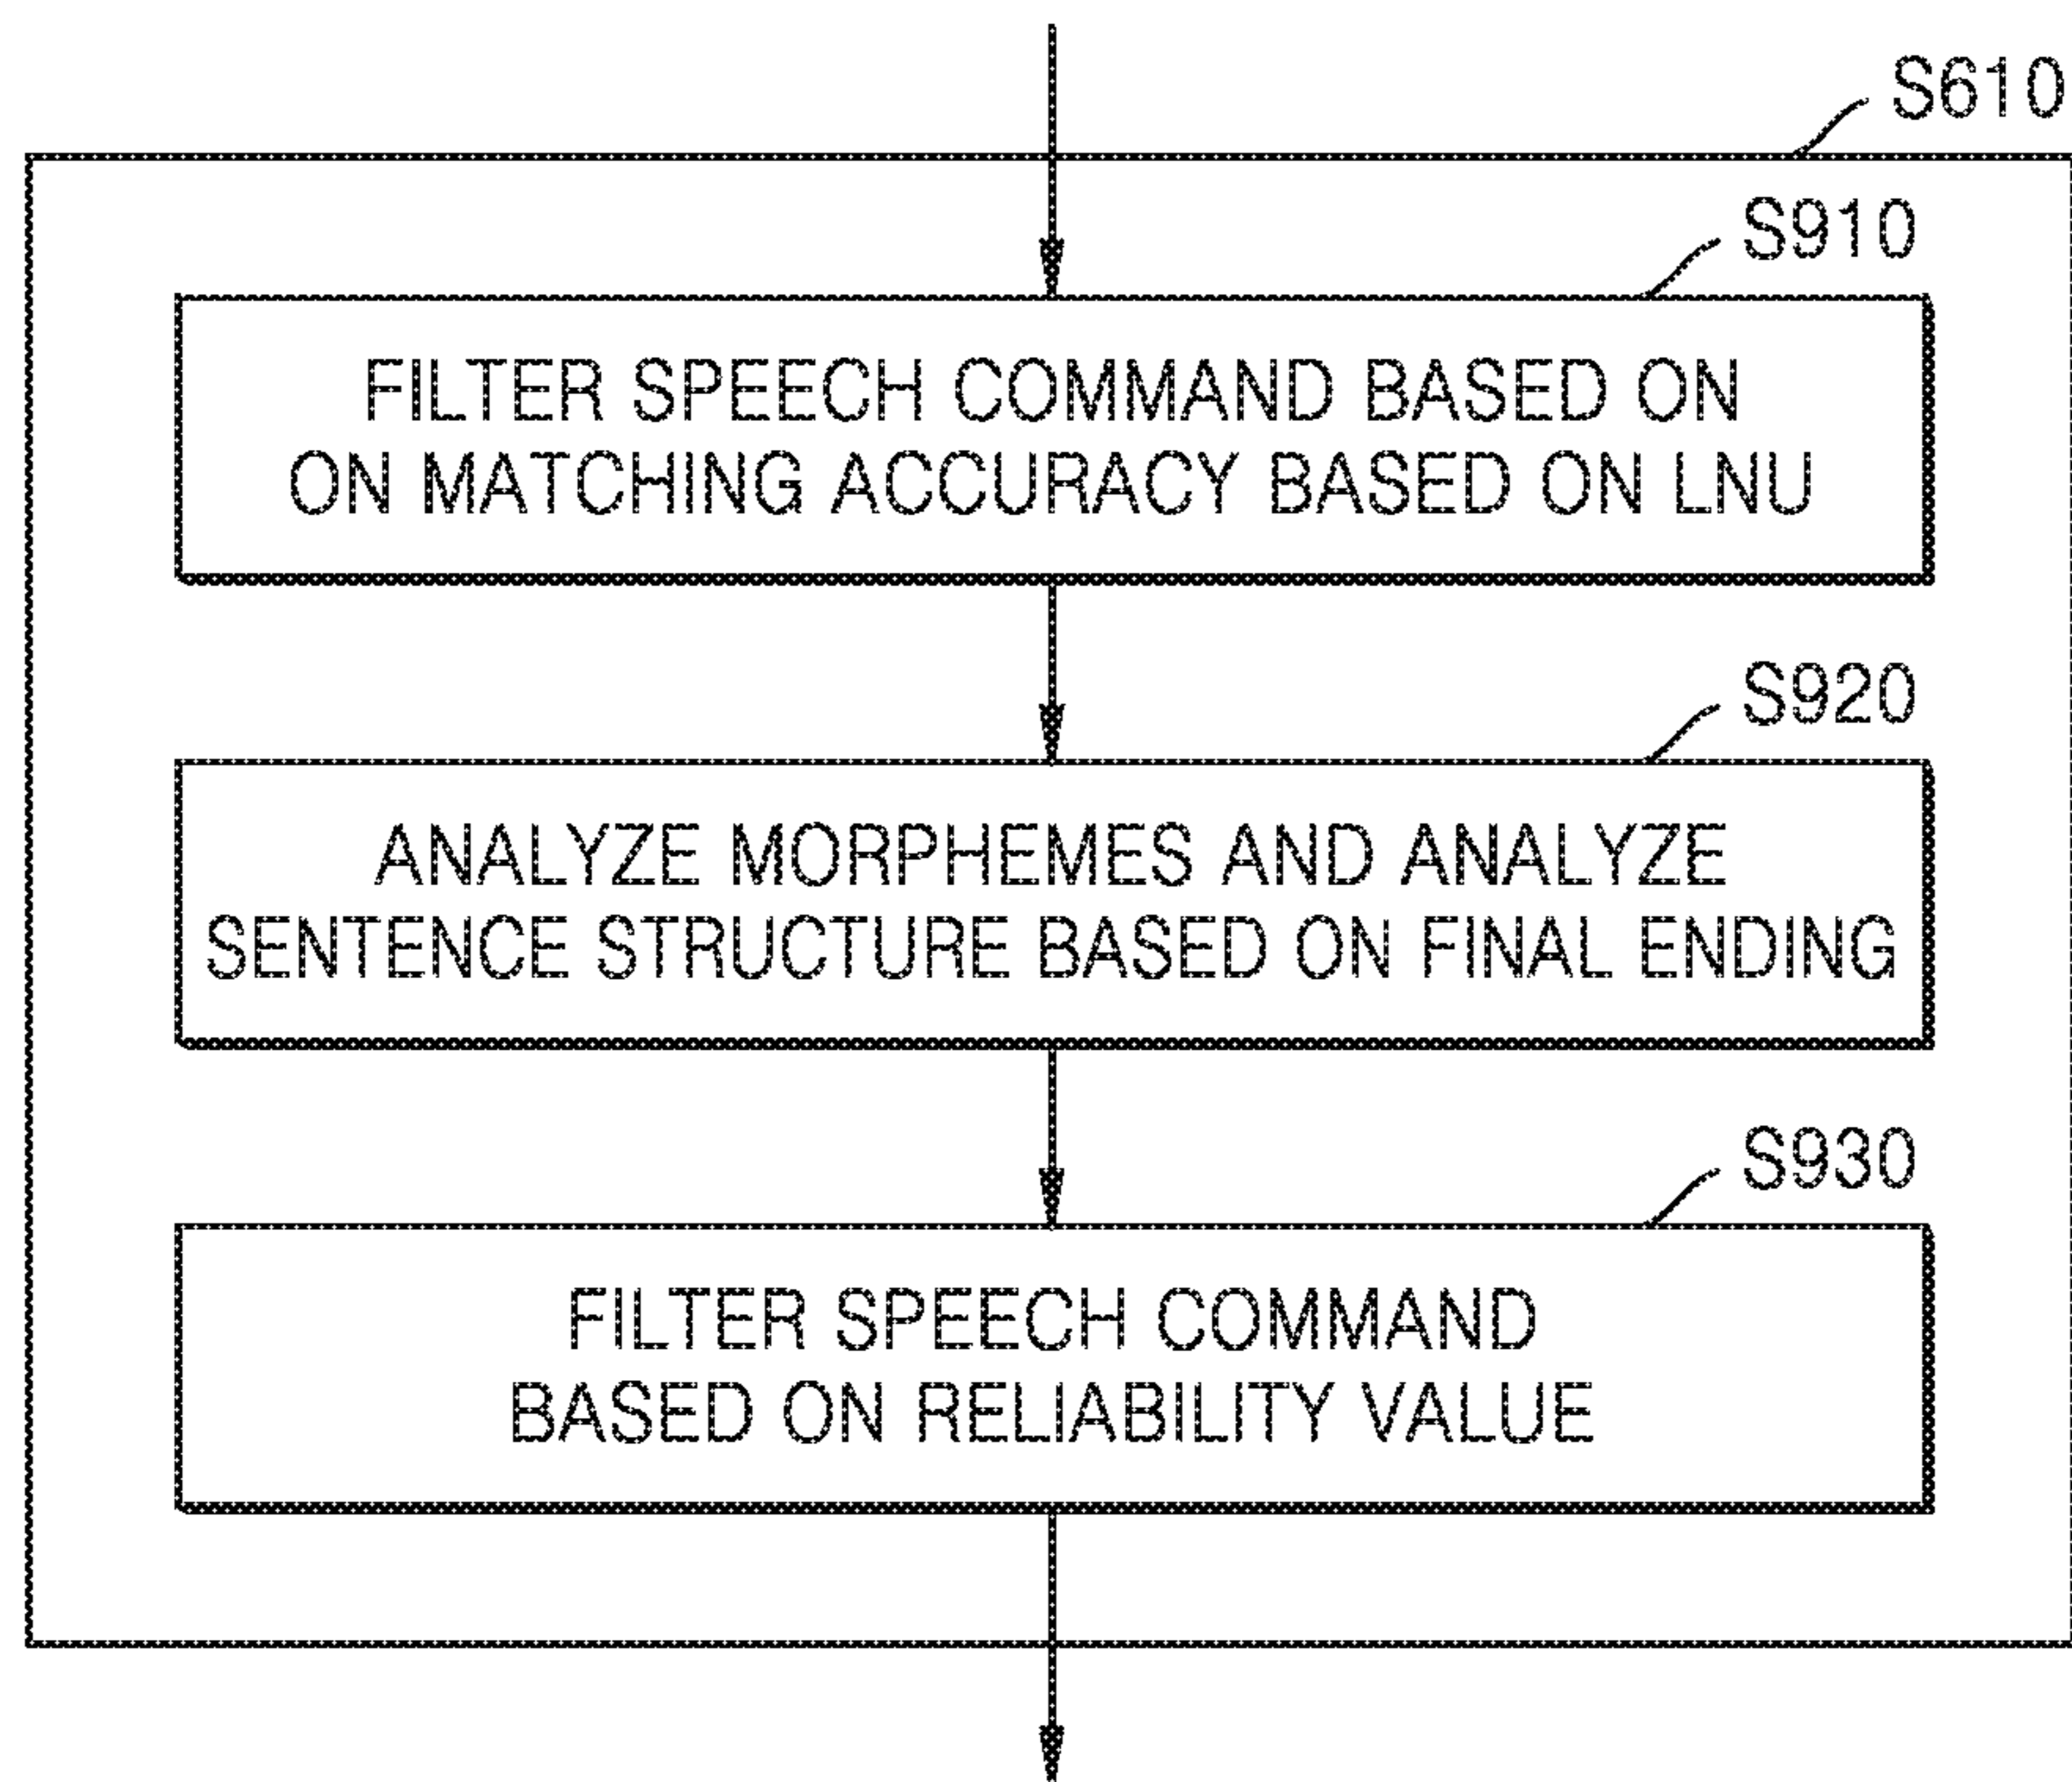 S610
S910
FILTER SPEECH COMMAND BASED ON
ON MATCHING ACCURACY BASED ON LNU
S920
ANALYZE MORPHEMES AND ANALYZE
SENTENCE STRUCTURE BASED ON FINAL ENDING
S930
FILTER SPEECH COMMAND
BASED ON RELIABILITY VALUE